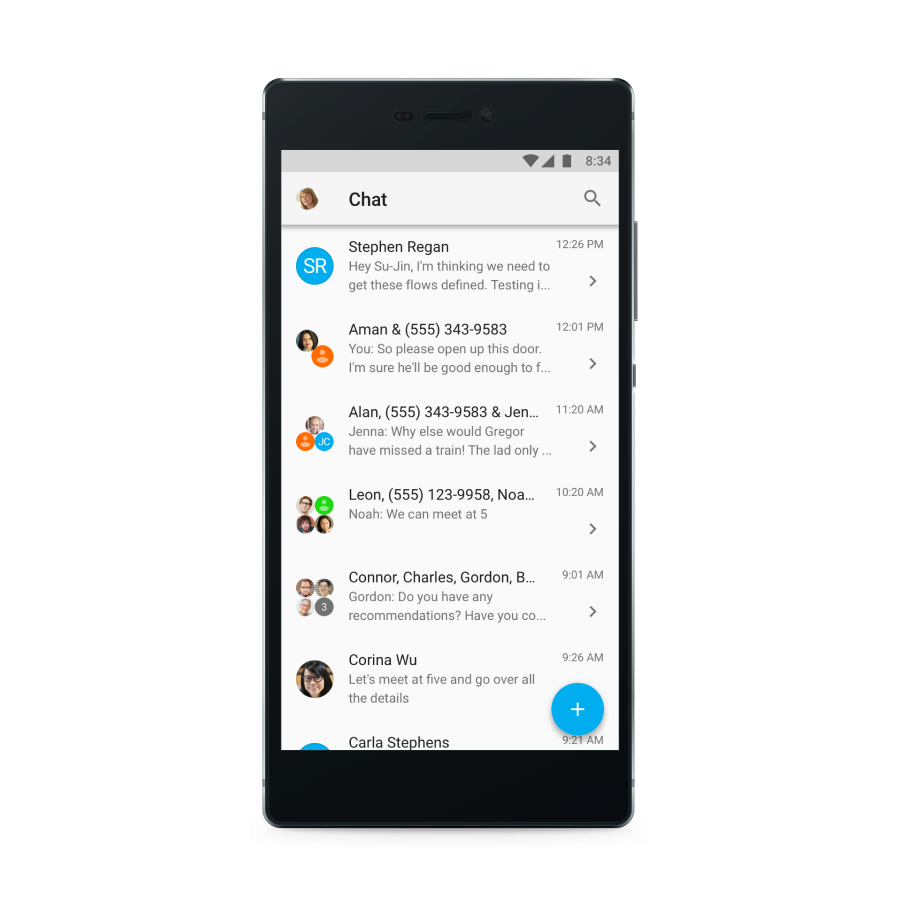 8:34
Chat
Stephen Regan 12:26 PM
SR
Hey Su-Jin, I'm thinking we need to
get these flows defined. Testing i...
Aman & (555) 343-9583 12:01 PM
You: So please open up this door.
I'm sure he'll be good enough to f...
Alan, (555) 343-9583 & Jen... 11:20 AM
Jenna: Why else would Gregor
JC
have missed a train! The lad only ...
Leon, (555) 123-9958, Noa... 10:20 AM
Noah: We can meet at 5
Connor, Charles, Gordon, B... 9:01 AM
Gordon: Do you have any
3
recommendations? Have you co...
Corina Wu 9:26 AM
Let's meet at five and go over all
the details
+
Carla Stephens 9:21 AM